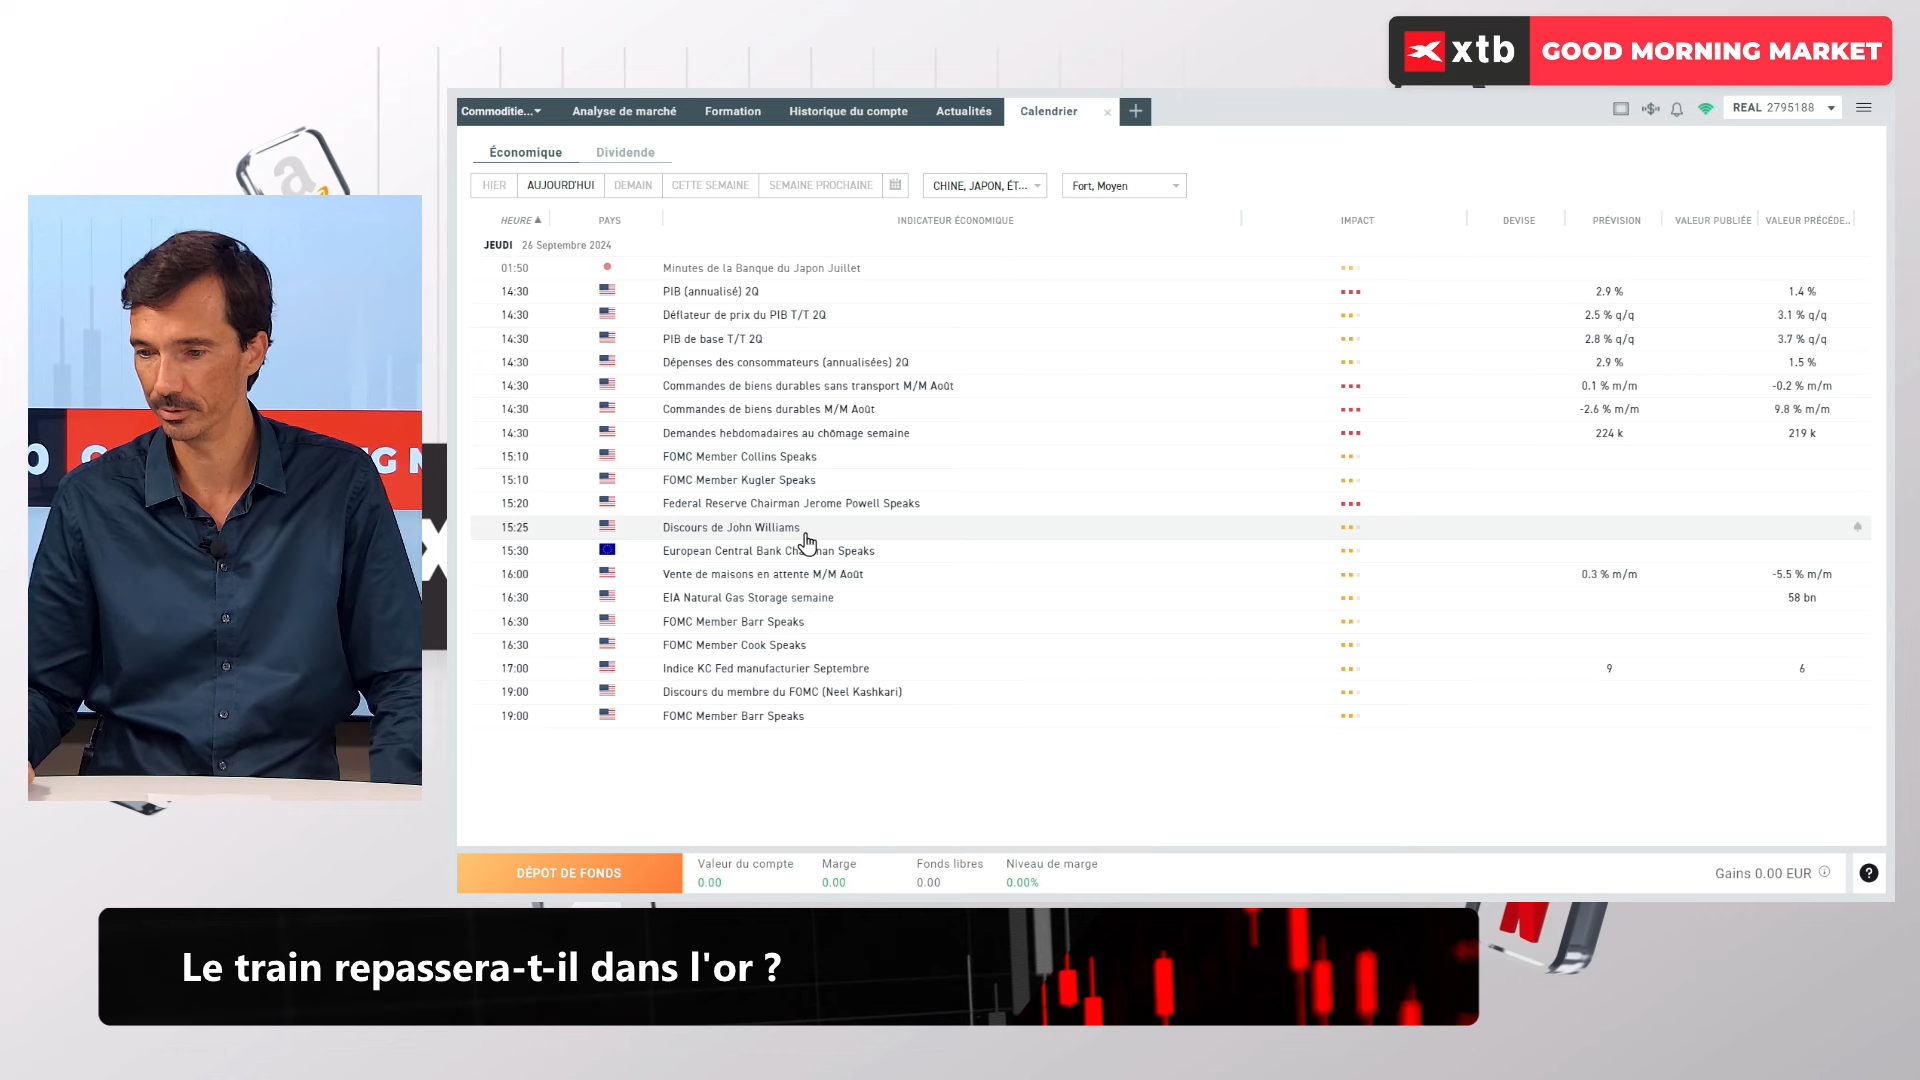 xtb GOOD MORNING MARKET
Commoditie... Analyse de marché Formation Historique du compte Actualités Calendrier
REAL 2795188
Économique Dividende
HIER AUJOURD'HUI DEMAIN CETTE SEMAINE SEMAINE PROCHAINE CHINE, JAPON, ÉT... Fort, Moyen
HEURE PAYS INDICATEUR ÉCONOMIQUE IMPACT DEVISE PRÉVISION VALEUR PUBLIÉE VALEUR PRÉCÉDE..
JEUDI 26 Septembre 2024
01:50 Minutes de la Banque du Japon Juillet
14:30 PIB (annualisé) 2Q 2.9 % 1.4 %
14:30 Déflateur de prix du PIB T/T 2Q 2.5 % q/q 3.1 % q/q
14:30 PIB de base T/T 2Q 2.8 % q/q 3.7 % q/q
14:30 Dépenses des consommateurs (annualisées) 2Q 2.9 % 1.5 %
14:30 Commandes de biens durables sans transport M/M Août 0.1 % m/m -0.2 % m/m
14:30 Commandes de biens durables M/M Août -2.6 % m/m 9.8 % m/m
14:30 Demandes hebdomadaires au chômage semaine 224 k 219 k
15:10 FOMC Member Collins Speaks
15:10 FOMC Member Kugler Speaks
15:20 Federal Reserve Chairman Jerome Powell Speaks
15:25 Discours de John Williams
15:30 European Central Bank Chairman Speaks
16:00 Vente de maisons en attente M/M Août 0.3 % m/m -5.5 % m/m
16:30 EIA Natural Gas Storage semaine 58 bn
16:30 FOMC Member Barr Speaks
16:30 FOMC Member Cook Speaks
17:00 Indice KC Fed manufacturier Septembre 9 6
19:00 Discours du membre du FOMC (Neel Kashkari)
19:00 FOMC Member Barr Speaks
DÉPÔT DE FONDS
Valeur du compte Marge Fonds libres Niveau de marge
0.00 0.00 0.00 0.00%
Gains 0.00 EUR
Le train repassera-t-il dans l'or ?